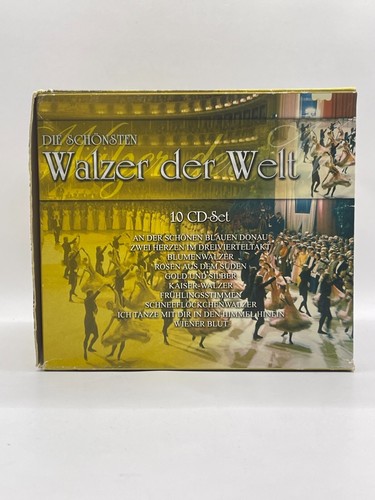 DIE SCHÖNSTEN
Walzer der Welt
10 CD-Set
AN DER SCHÖNEN BLAUEN DONAU
ZWEI HERZEN IM DREIVIERTELTAKT
BLUMENWALZER
ROSEN AUS DEM SÜDEN
GOLD UND SILBER
KAISER-WALZER
FRÜHLINGSSTIMMEN
SCHNEEFLÖCKCHENWALZER
ICH TANZE MIT DIR IN DEN HIMMEL HINEIN
WIENER BLUT